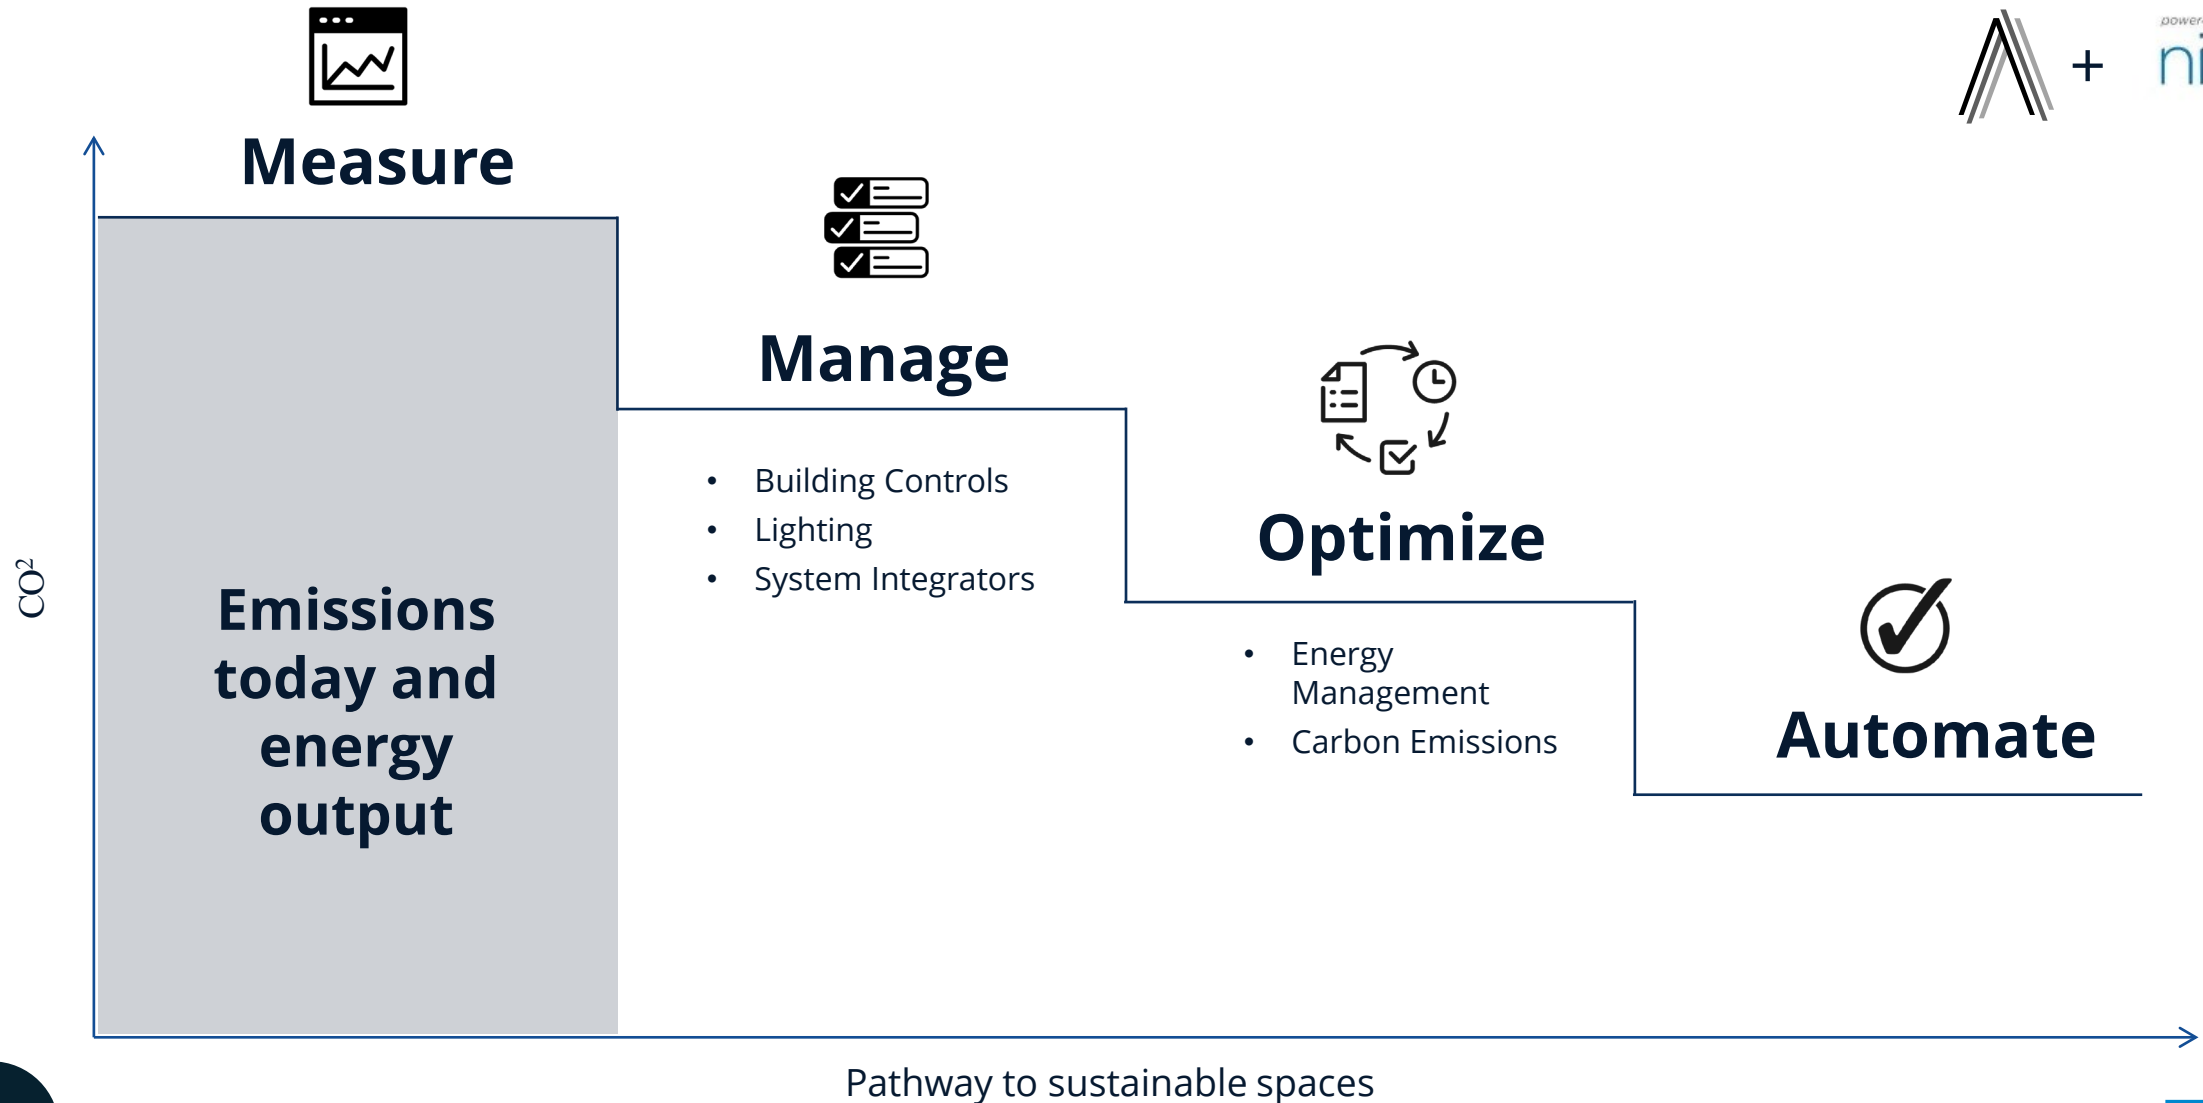 Measure
Manage
• Building Controls
• Lighting
• System Integrators
Optimize
• Energy
Management
• Carbon Emissions
Automate
Emissions
today and
energy
output
CO²
Pathway to sustainable spaces
+